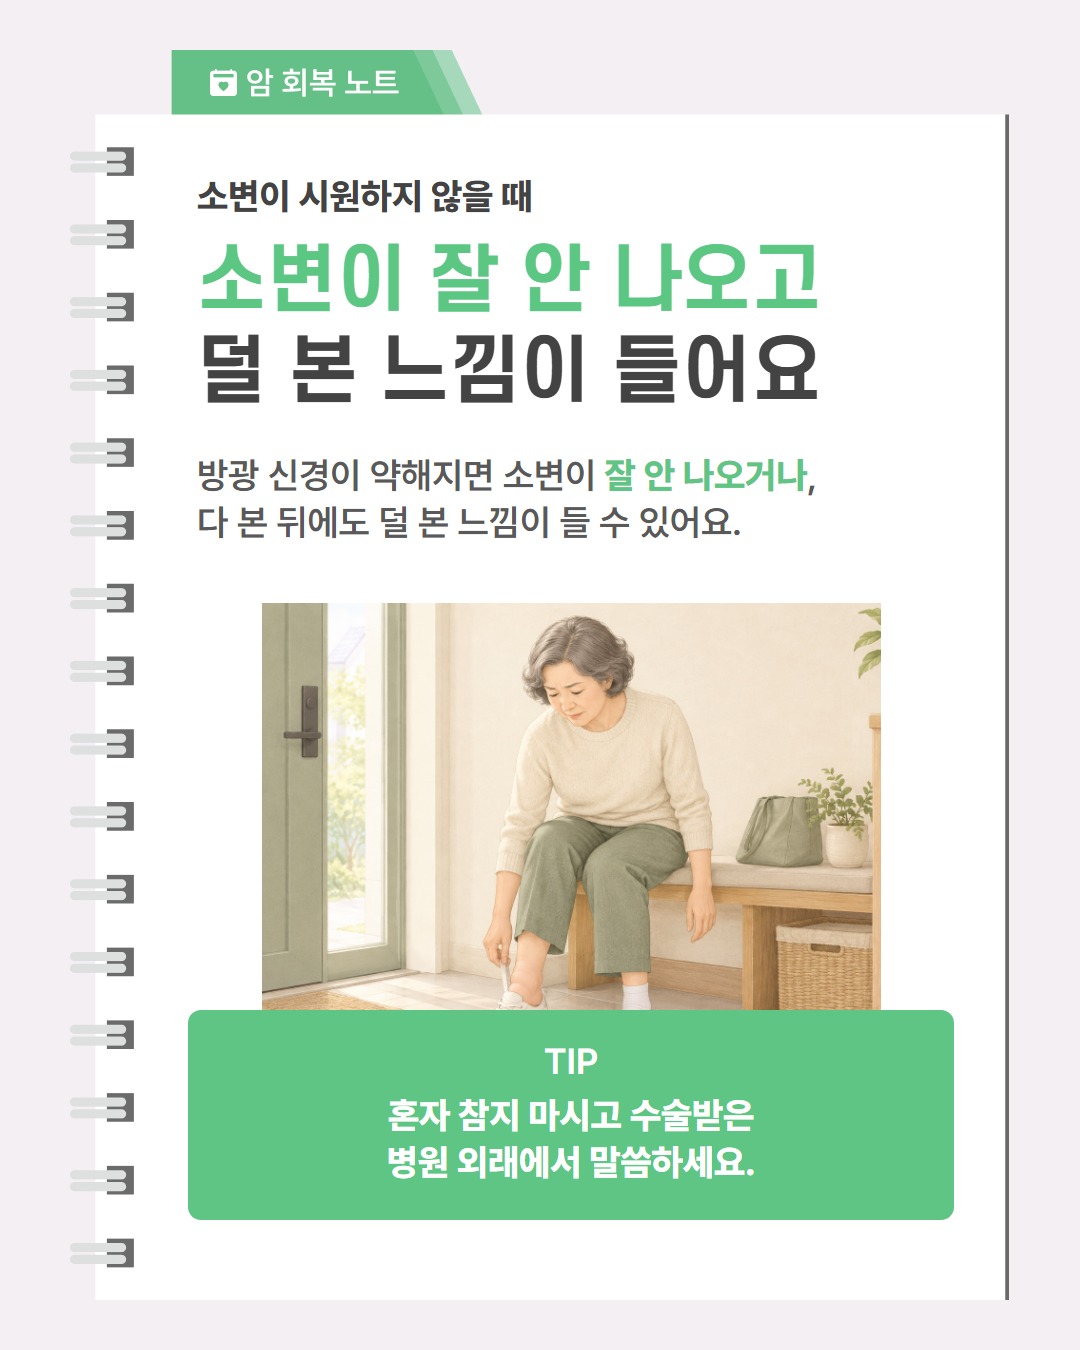 암 회복 노트
소변이 시원하지 않을 때
소변이 잘 안 나오고
덜 본 느낌이 들어요
방광 신경이 약해지면 소변이 잘 안 나오거나,
다 본 뒤에도 덜 본 느낌이 들 수 있어요.
TIP
혼자 참지 마시고 수술받은
병원 외래에서 말씀하세요.